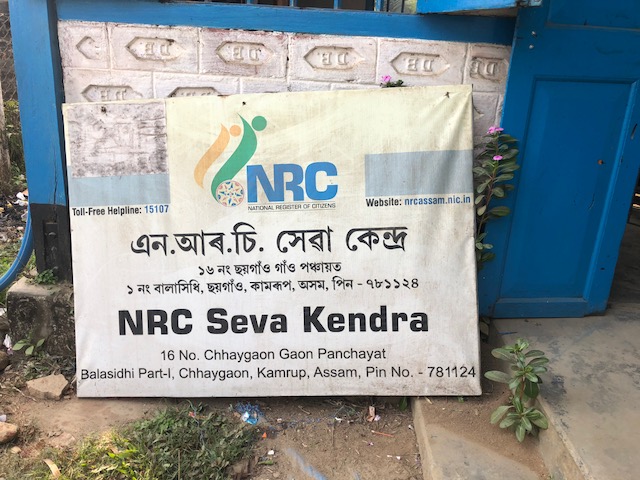 NRC
NATIONAL REGISTER OF CITIZENS
Toll-Free Helpline: 15107
Website: nrcassam.nic.in
এন.আৰ.চি. সেৱা কেন্দ্ৰ
১৬ নং ছয়গাঁও গাঁও পঞ্চায়ত
১ নং বালাসিধি, ছয়গাঁও, কামৰূপ, অসম, পিন - ৭৮১১২৪
NRC Seva Kendra
16 No. Chhaygaon Gaon Panchayat
Balasidhi Part-I, Chhaygaon, Kamrup, Assam, Pin No. - 781124